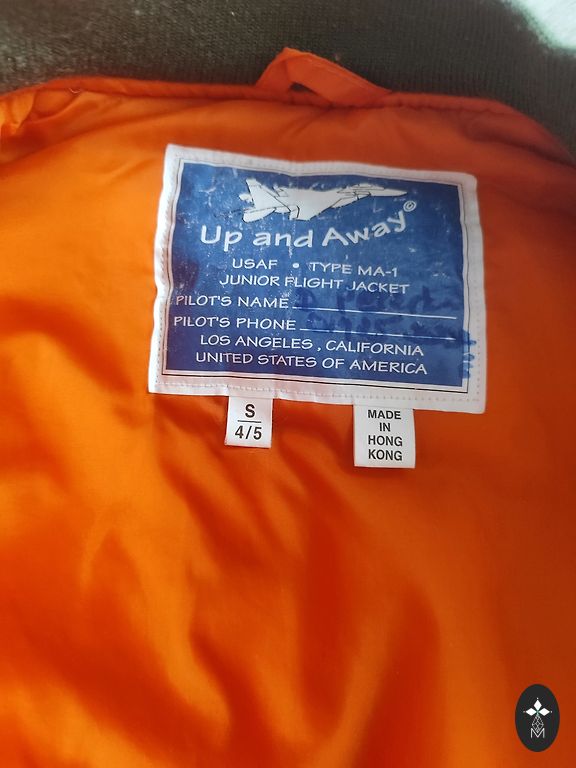 Up and Away©
USAF • TYPE MA-1
JUNIOR FLIGHT JACKET
PILOT'S NAME
PILOT'S PHONE
LOS ANGELES, CALIFORNIA
UNITED STATES OF AMERICA
S
4/5
MADE
IN
HONG
KONG